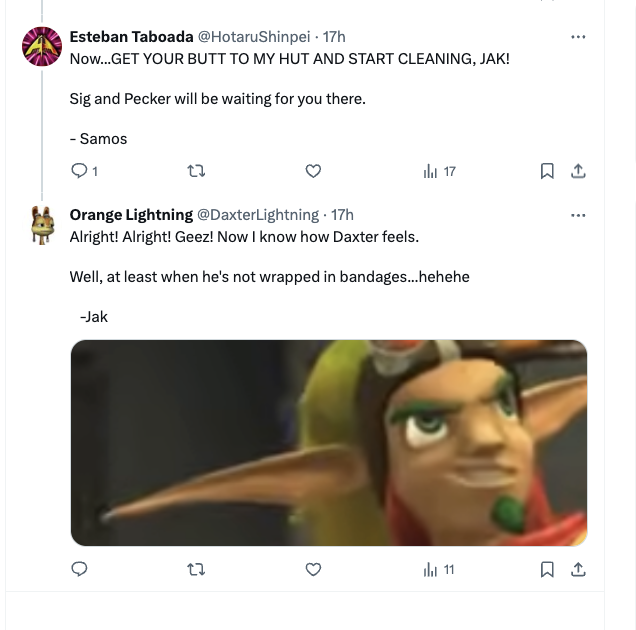 Esteban Taboada @HotaruShinpei · 17h
Now...GET YOUR BUTT TO MY HUT AND START CLEANING, JAK!
Sig and Pecker will be waiting for you there.
- Samos
1 17
Orange Lightning @DaxterLightning · 17h
Alright! Alright! Geez! Now I know how Daxter feels.
Well, at least when he's not wrapped in bandages...hehehe
-Jak
11